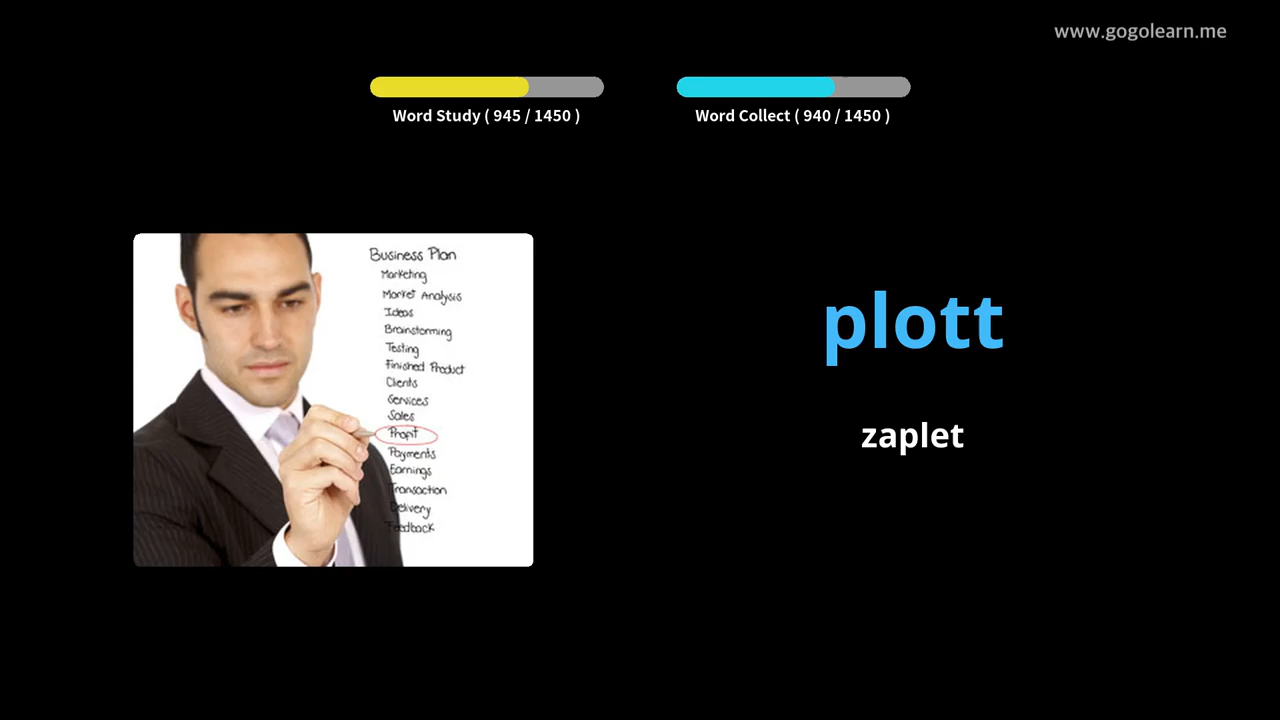 www.gogolearn.me
Word Study ( 945 / 1450 )
Word Collect ( 940 / 1450 )
Business Plan
Marketing
Market Analysis
Ideas
Brainstorming
Testing
Finished Product
Clients
Services
Sales
Profit
Payments
Earnings
Transaction
Delivery
Feedback
plott
zaplet